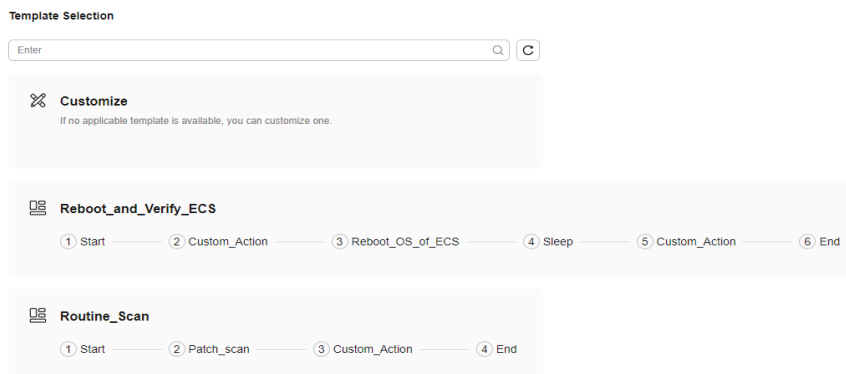 Template Selection
Enter
Customize
If no applicable template is available, you can customize one.
Reboot_and_Verify_ECS
1 Start 2 Custom_Action 3 Reboot_OS_of_ECS 4 Sleep 5 Custom_Action 6 End
Routine_Scan
1 Start 2 Patch_scan 3 Custom_Action 4 End